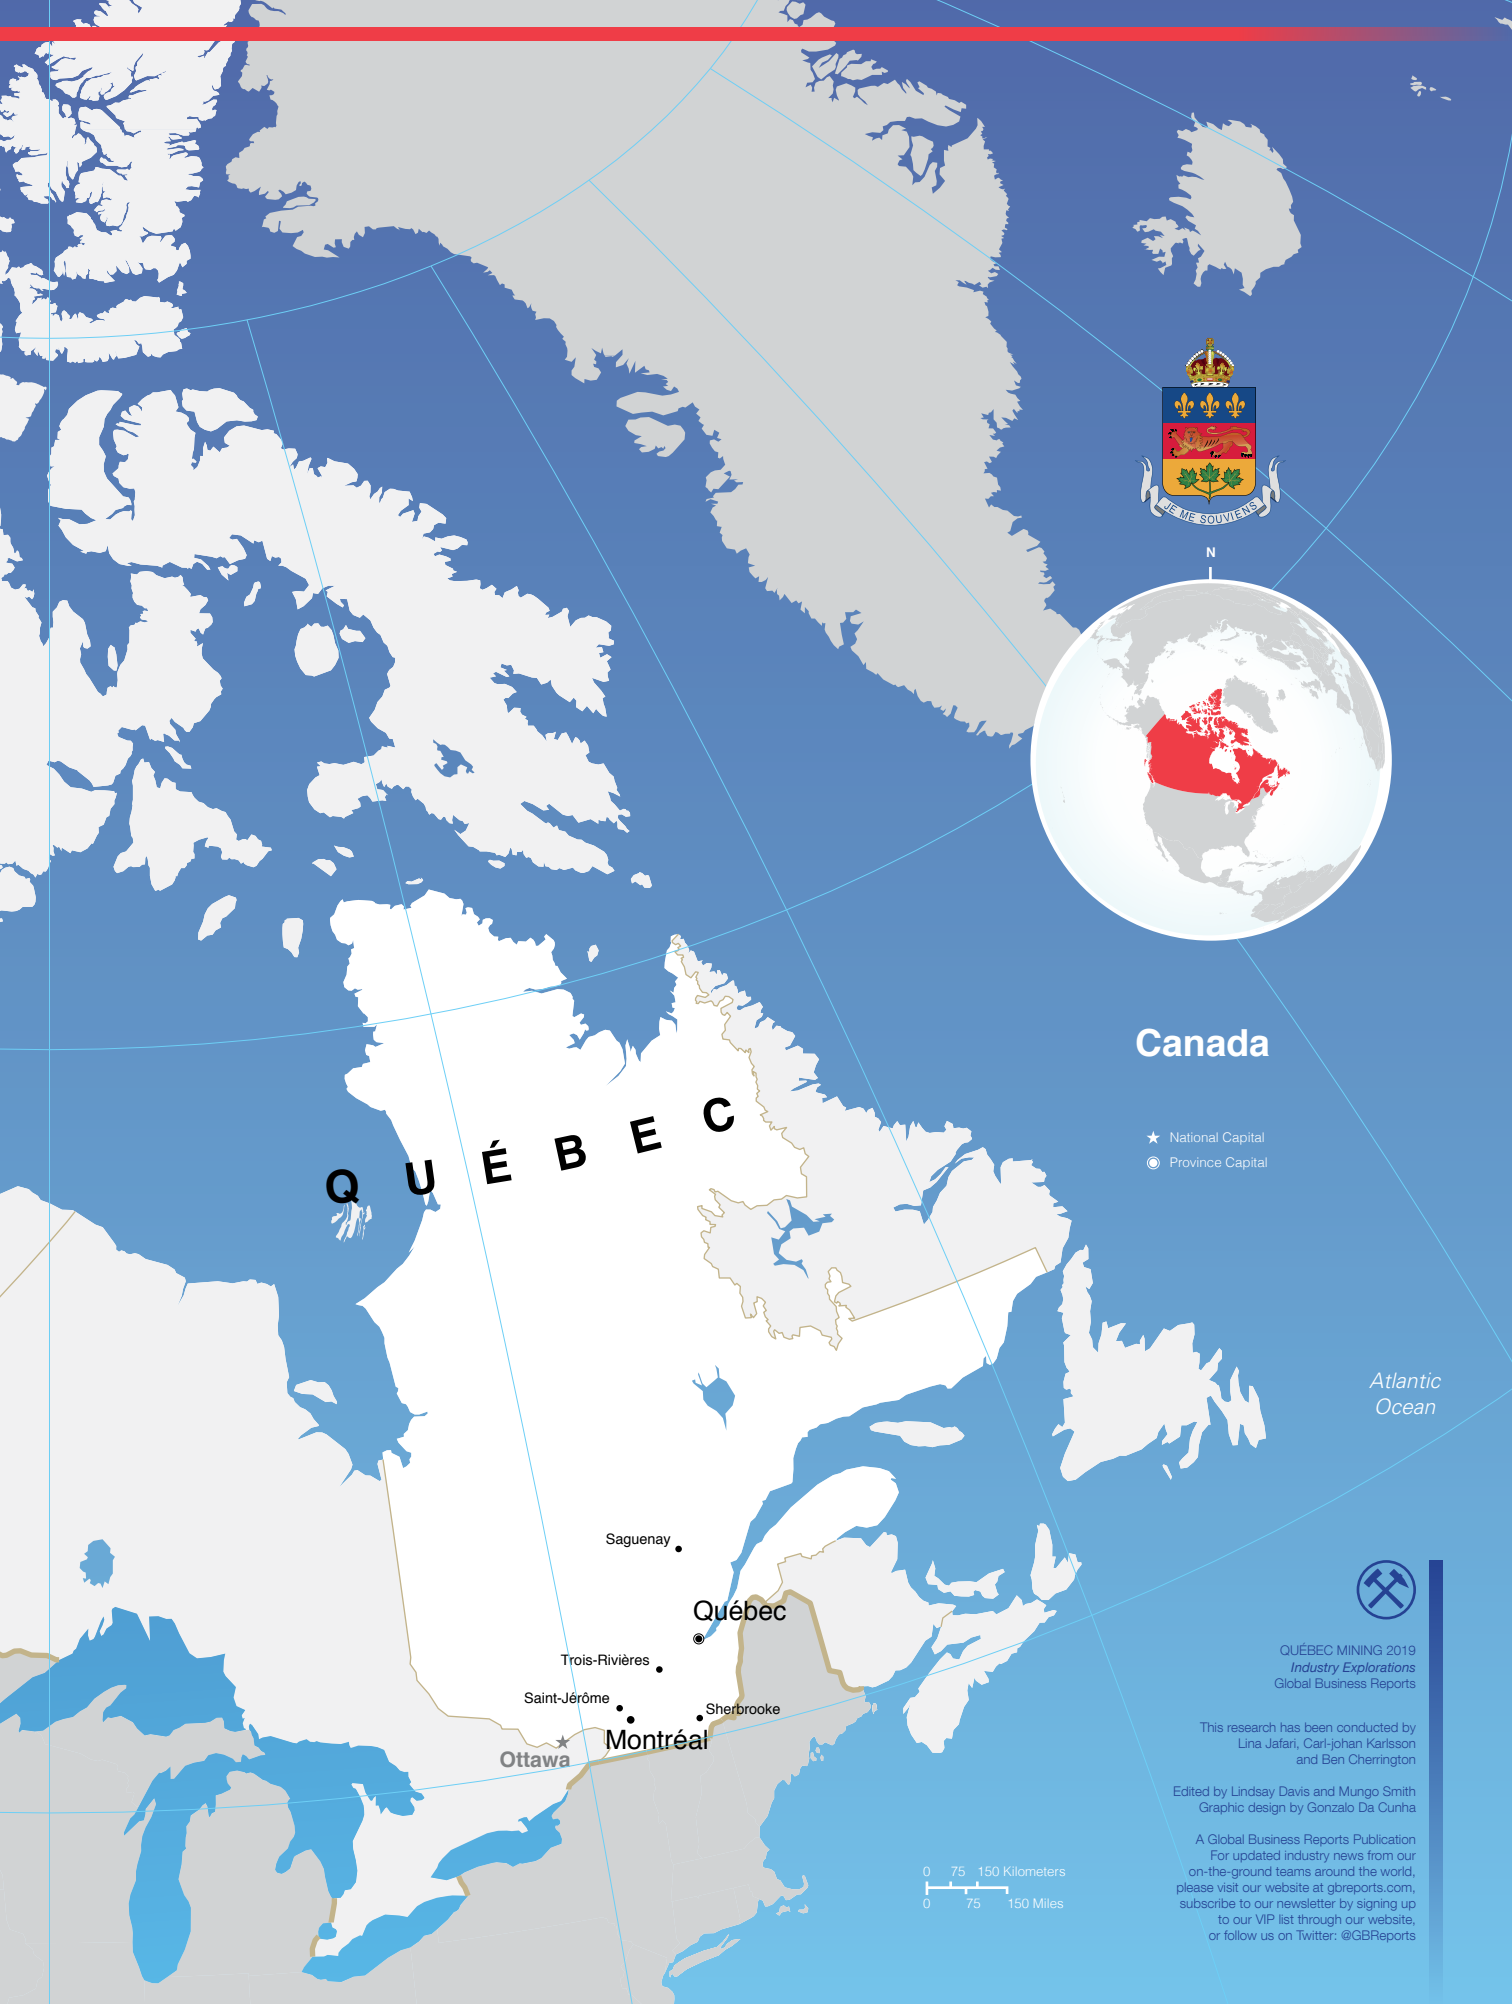 JE ME SOUVIENS
N
Canada
National Capital
Province Capital
QUÉBEC
Atlantic
Ocean
Saguenay
Québec
Trois-Rivières
Saint-Jérôme
Sherbrooke
Montréal
Ottawa
QUÉBEC MINING 2019
Industry Explorations
Global Business Reports
This research has been conducted by
Lina Jafari, Carl-johan Karlsson
and Ben Cherrington
Edited by Lindsay Davis and Mungo Smith
Graphic design by Gonzalo Da Cunha
A Global Business Reports Publication
For updated industry news from our
on-the-ground teams around the world,
please visit our website at gbreports.com,
subscribe to our newsletter by signing up
to our VIP list through our website,
or follow us on Twitter: @GBReports
0 75 150 Kilometers
0 75 150 Miles